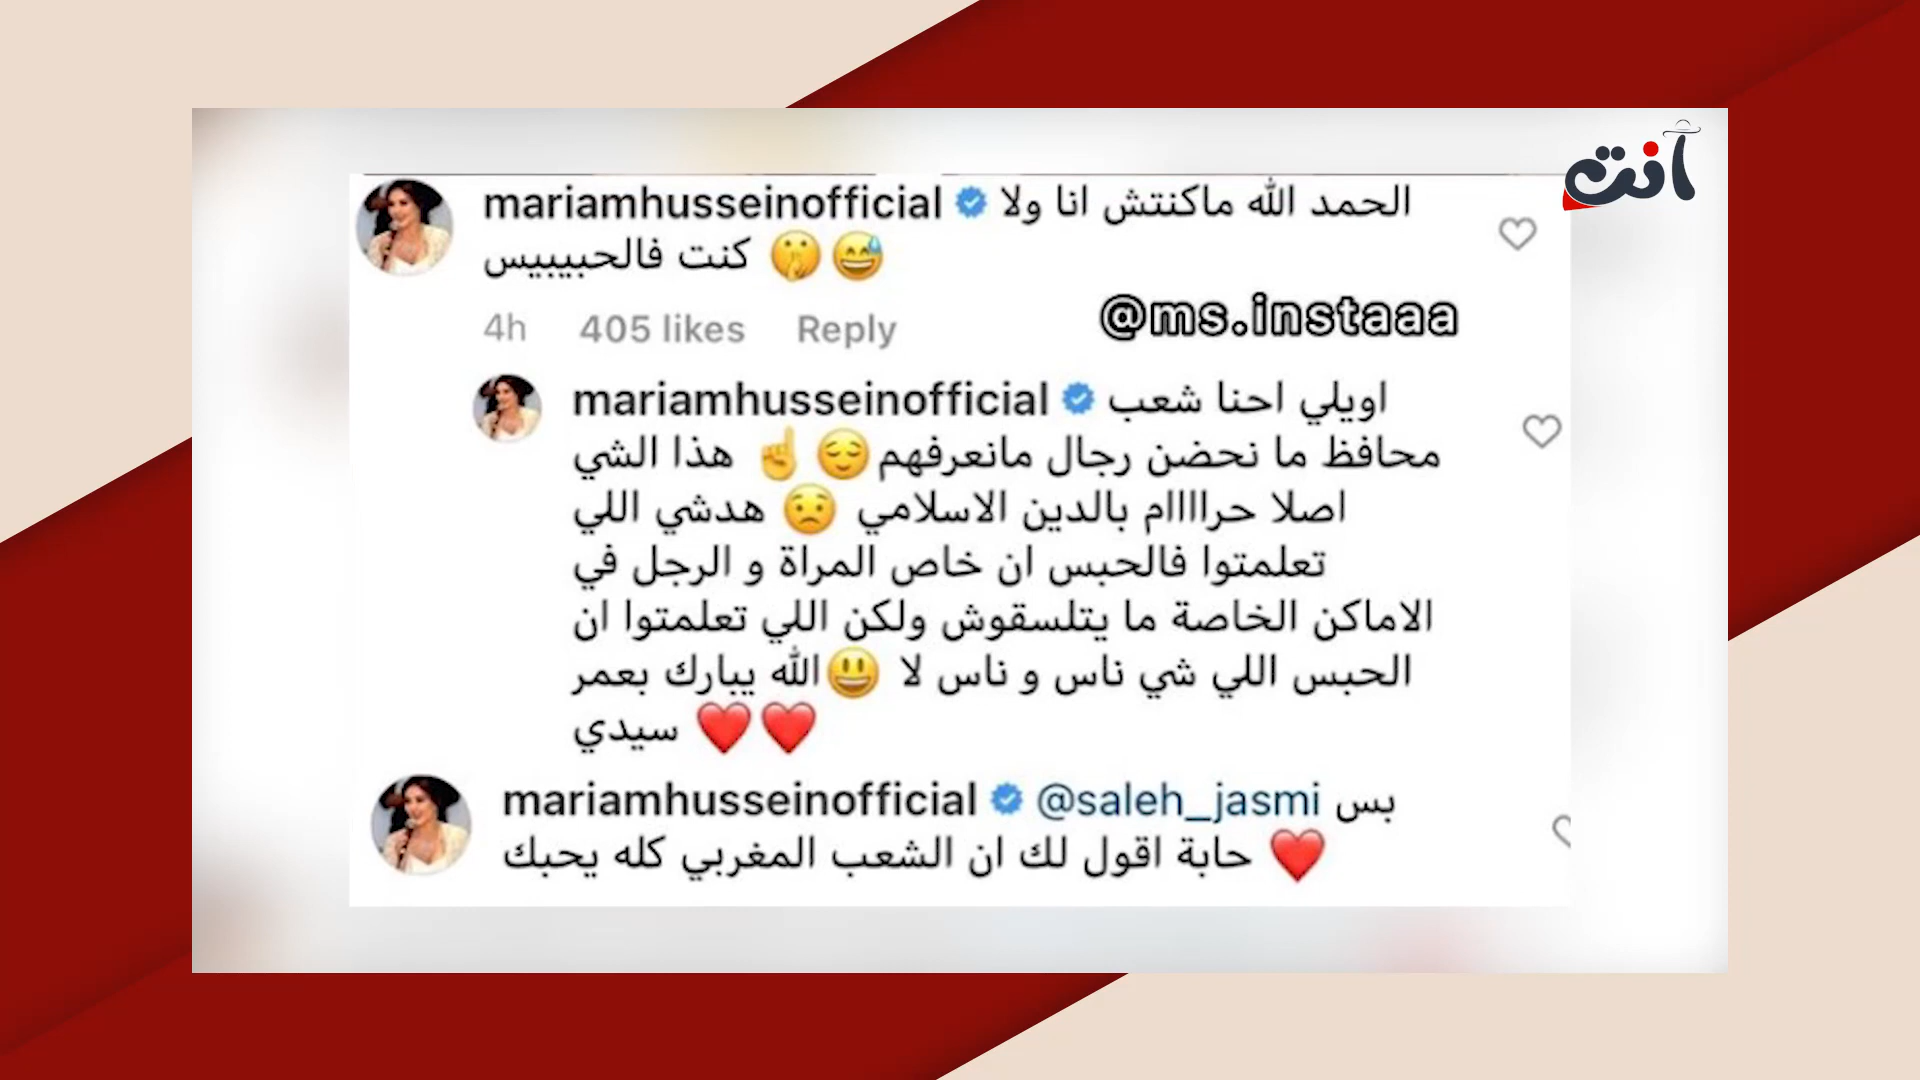 آنت
mariamhusseinofficial الحمد الله ماكنتش انا ولا
كنت فالحبيبيس 🤫😅
4h 405 likes Reply
@ms.instaaa
mariamhusseinofficial اويلي احنا شعب
محافظ ما نحضن رجال مانعرفهم😌☝️ هذا الشي
اصلا حراااام بالدين الاسلامي 😟 هدشي اللي
تعلمتوا فالحبس ان خاص المراة و الرجل في
الاماكن الخاصة ما يتلسقوش ولكن اللي تعلمتوا ان
الحبس اللي شي ناس و ناس لا 😃الله يبارك بعمر
سيدي ❤️❤️
mariamhusseinofficial @saleh_jasmi بس
حابة اقول لك ان الشعب المغربي كله يحبك ❤️